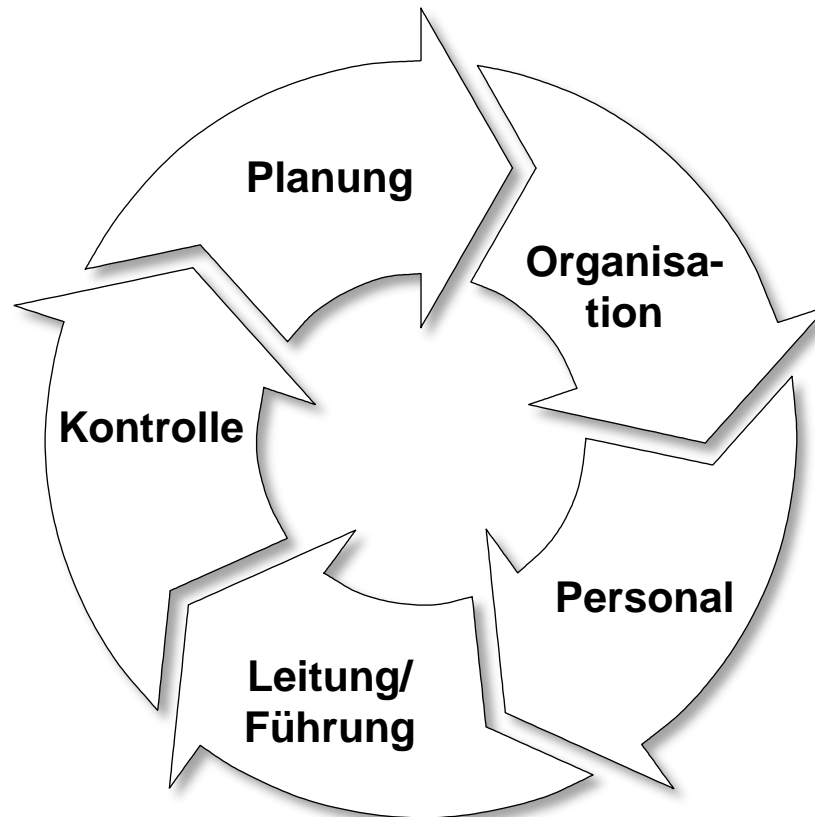 Planung
Organisa-
tion
Personal
Leitung/
Führung
Kontrolle